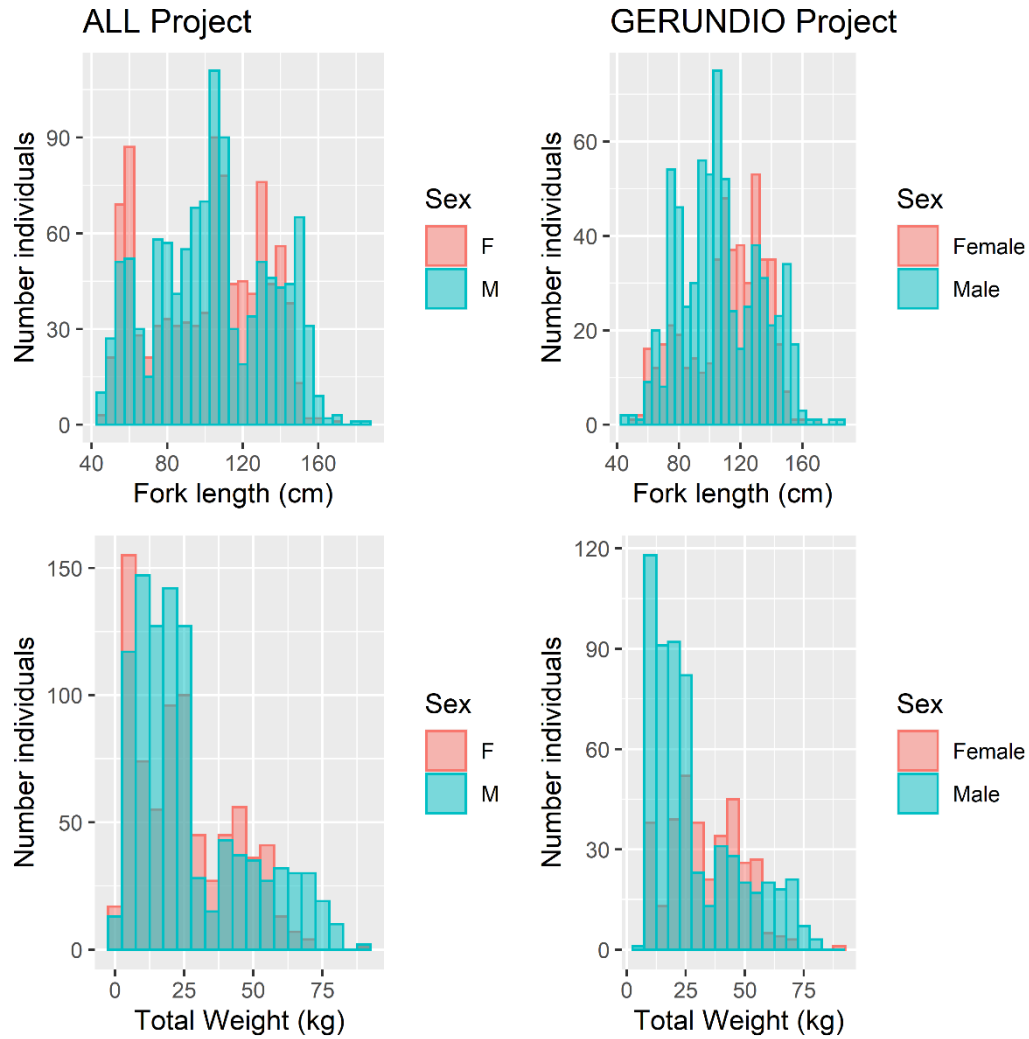 ALL Project
90
60
30
0
Number individuals
40
80
120
160
Fork length (cm)
Sex
F
M
GERUNDIO Project
60
40
20
0
Number individuals
40
80
120
160
Fork length (cm)
Sex
Female
Male
150
100
50
0
Number individuals
0
25
50
75
Total Weight (kg)
Sex
F
M
120
90
60
30
0
Number individuals
0
25
50
75
Total Weight (kg)
Sex
Female
Male